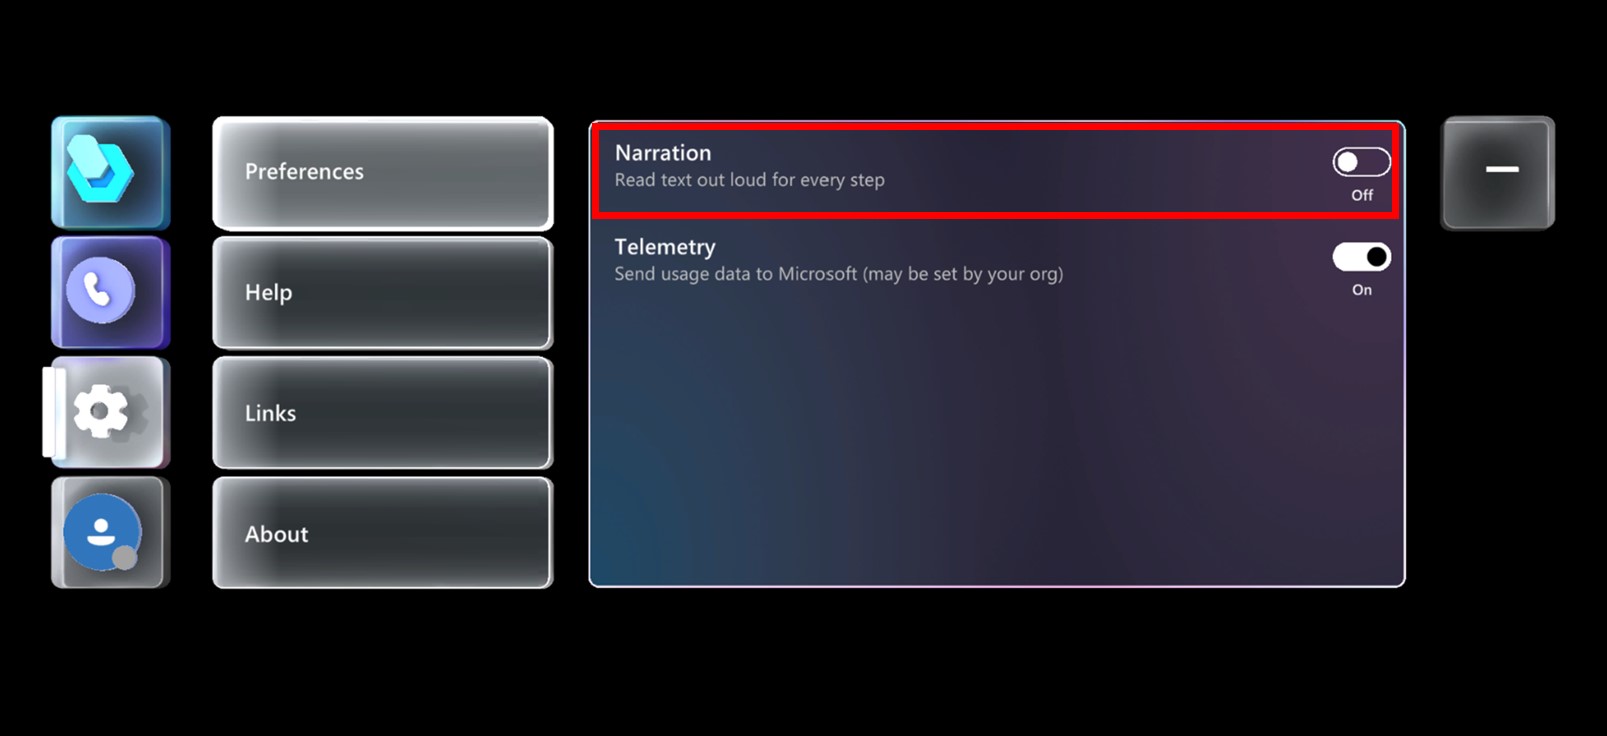 Preferences
Help
Links
About
Narration
Read text out loud for every step
Off
Telemetry
Send usage data to Microsoft (may be set by your org)
On